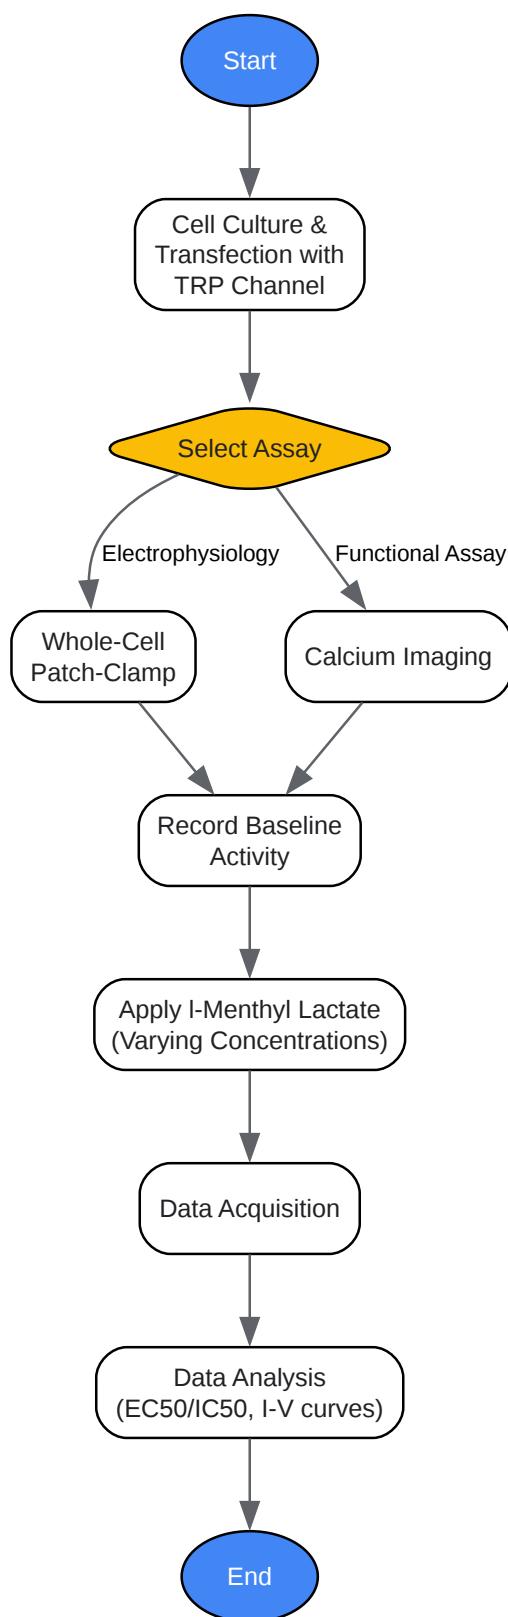 Start
Cell Culture &
Transfection with
TRP Channel
Select Assay
Electrophysiology
Functional Assay
Whole-Cell
Patch-Clamp
Calcium Imaging
Record Baseline
Activity
Apply l-Menthyl Lactate
(Varying Concentrations)
Data Acquisition
Data Analysis
(EC50/IC50, I-V curves)
End